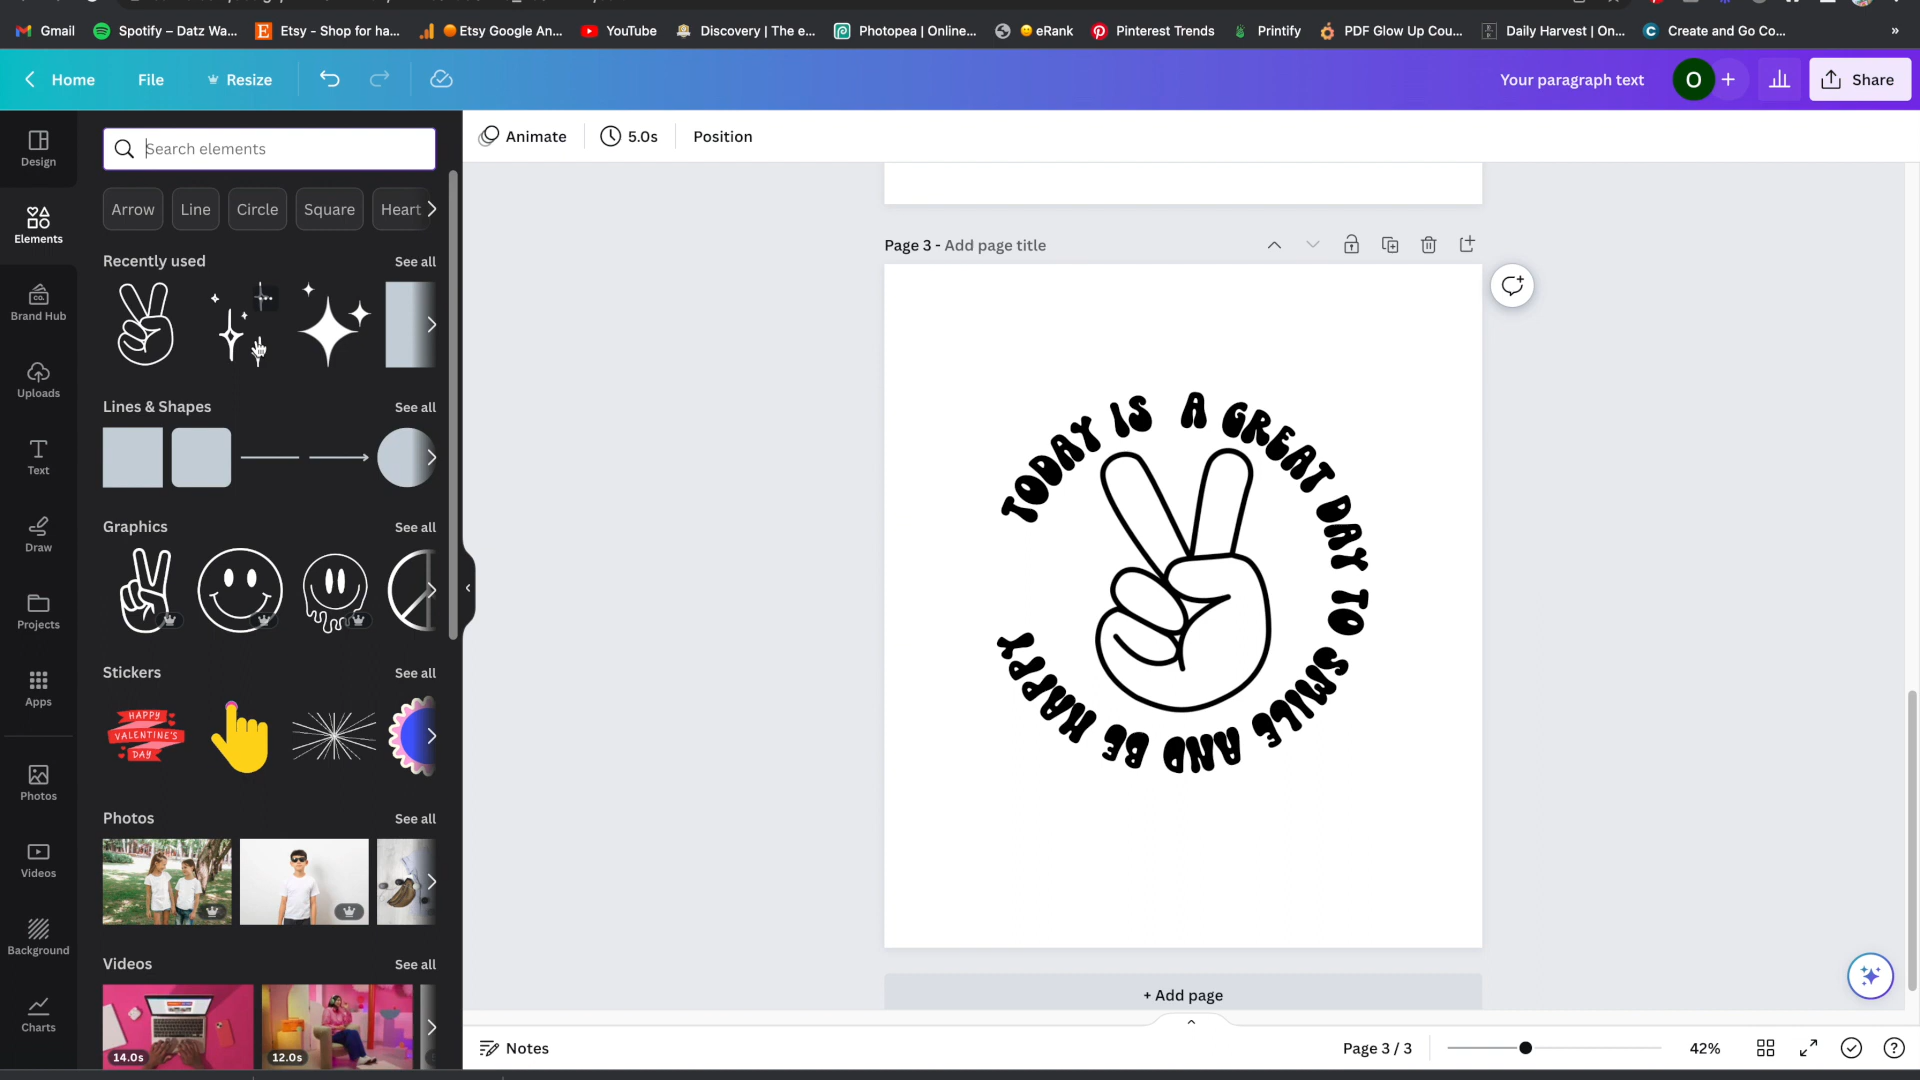 Gmail
Spotify – Datz Wa...
Etsy - Shop for ha...
Etsy Google An...
YouTube
Discovery | The e...
Photopea | Online...
eRank
Pinterest Trends
Printify
PDF Glow Up Cou...
Daily Harvest | On...
Create and Go Co...
»
Home
File
Resize
Your paragraph text
O
+
Share
Design
Elements
Brand Hub
Uploads
Text
Draw
Projects
Apps
Photos
Videos
Background
Charts
Search elements
Arrow
Line
Circle
Square
Heart
Recently used
See all
Lines & Shapes
See all
Graphics
See all
Stickers
See all
HAPPY
VALENTINE'S
DAY
Photos
See all
Videos
See all
14.0s
12.0s
Animate
5.0s
Position
Page 3 - Add page title
TODAY IS A GREAT DAY TO SMILE AND BE HAPPY
+ Add page
Notes
Page 3 / 3
42%